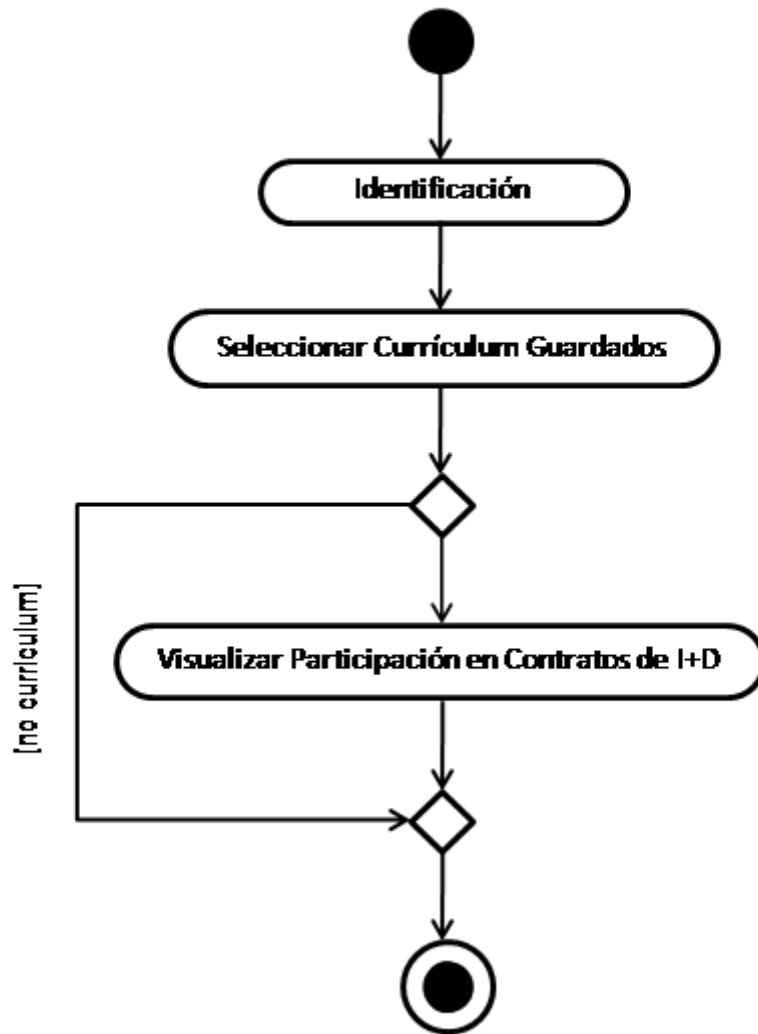 Identificación
Seleccionar Currículum Guardados
[no curriculum]
Visualizar Participación en Contratos de I+D